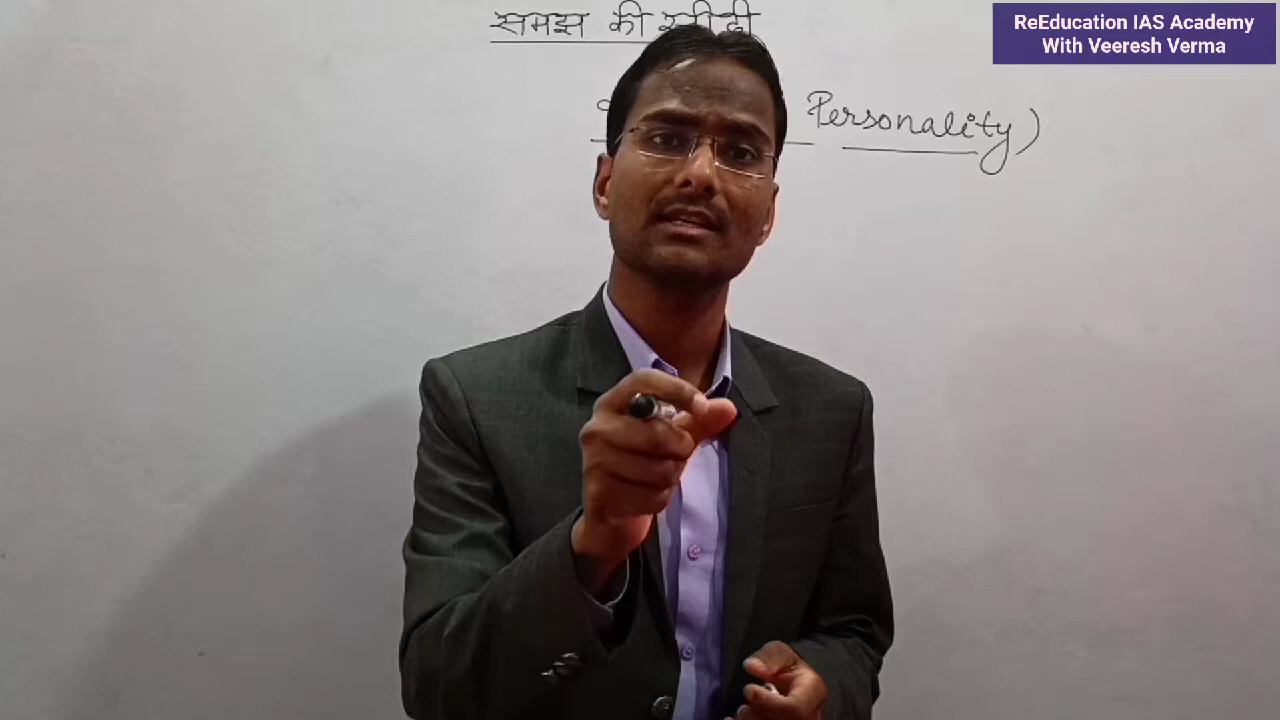 समझ की सीढ़ी
Personality)
ReEducation IAS Academy
With Veeresh Verma